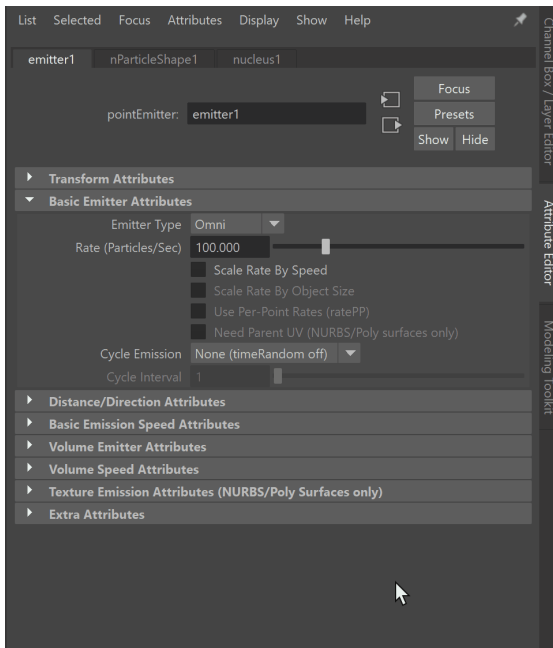 List Selected Focus Attributes Display Show Help
emitter1 nParticleShape1 nucleus1
Focus
pointEmitter: emitter1
Presets
Show Hide
Transform Attributes
Basic Emitter Attributes
Emitter Type Omni
Rate (Particles/Sec) 100.000
Scale Rate By Speed
Scale Rate By Object Size
Use Per-Point Rates (ratePP)
Need Parent UV (NURBS/Poly surfaces only)
Cycle Emission None (timeRandom off)
Cycle Interval 1
Distance/Direction Attributes
Basic Emission Speed Attributes
Volume Emitter Attributes
Volume Speed Attributes
Texture Emission Attributes (NURBS/Poly Surfaces only)
Extra Attributes
Channel Box / Layer Editor
Attribute Editor
Modeling Toolkit